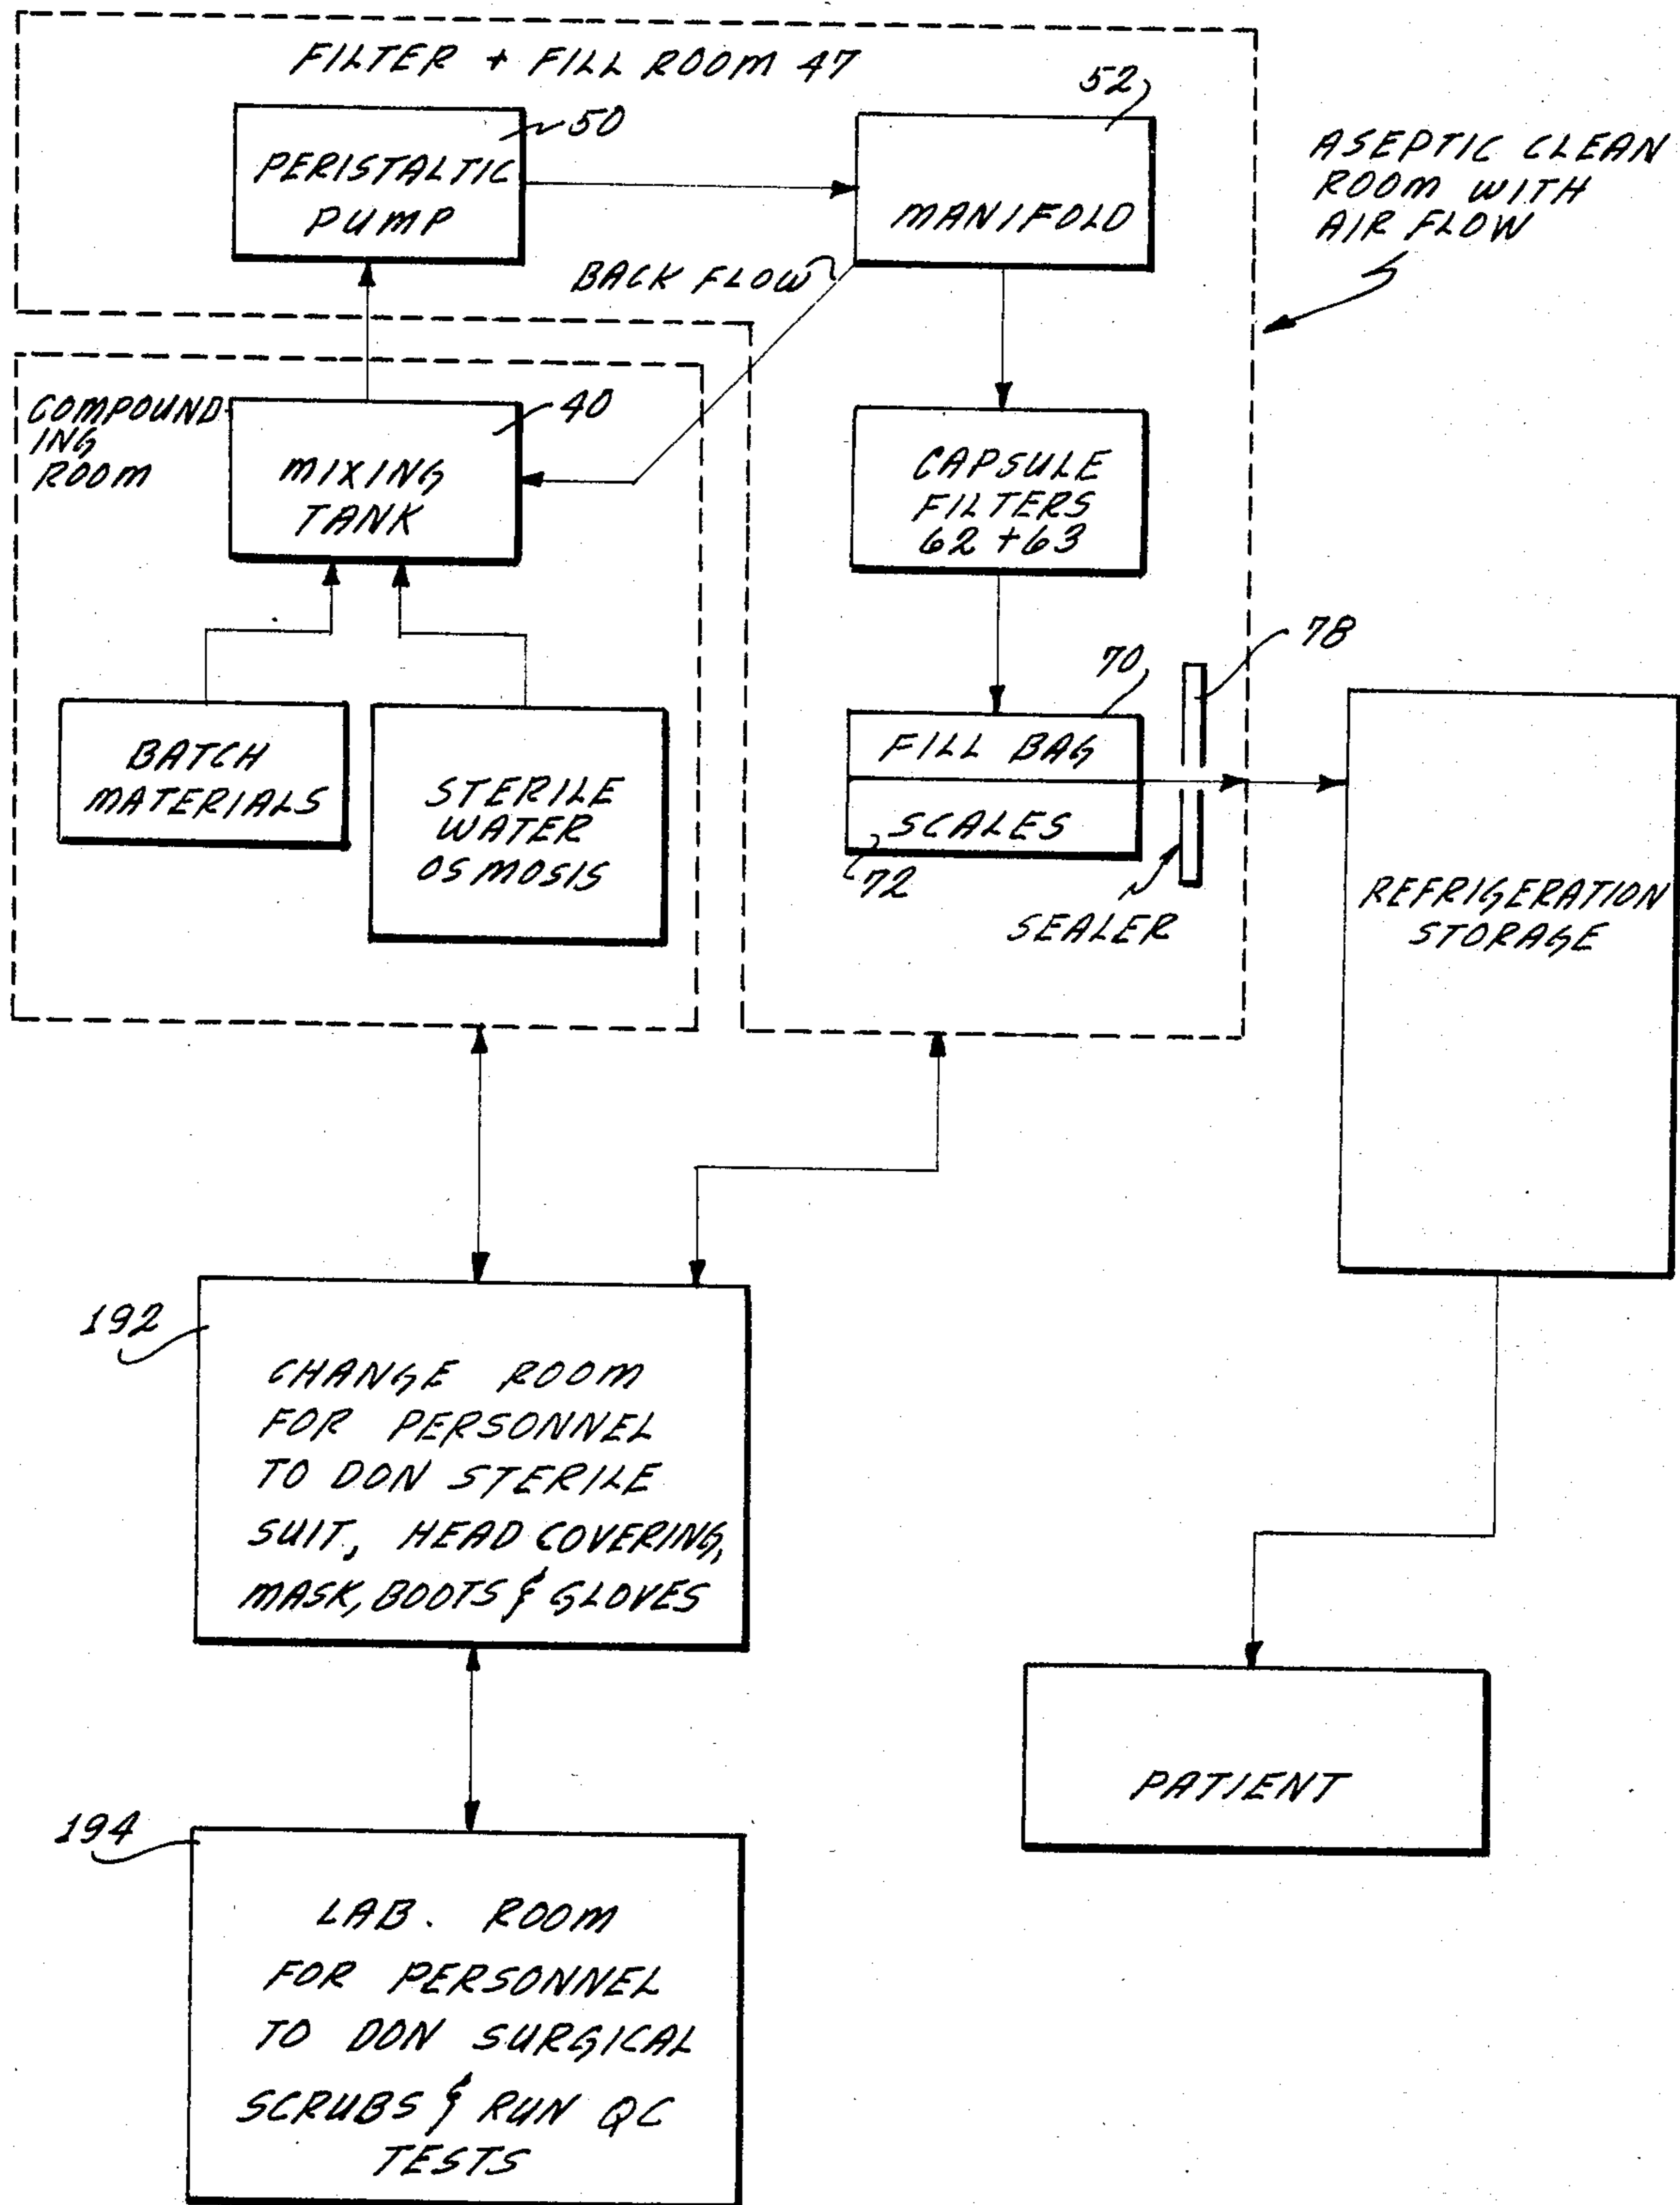 FILTER + FILL ROOM 47
50
PERISTALTIC
PUMP
52
MANIFOLD
ASEPTIC CLEAN
ROOM WITH
AIR FLOW
BACK FLOW
COMPOUND-
ING
ROOM
40
MIXING
TANK
CAPSULE
FILTERS
62 + 63
BATCH
MATERIALS
STERILE
WATER
OSMOSIS
70
78
FILL BAG
SCALES
72
SEALER
REFRIGERATION
STORAGE
192
CHANGE ROOM
FOR PERSONNEL
TO DON STERILE
SUIT, HEAD COVERING,
MASK, BOOTS & GLOVES
PATIENT
194
LAB. ROOM
FOR PERSONNEL
TO DON SURGICAL
SCRUBS & RUN QC
TESTS